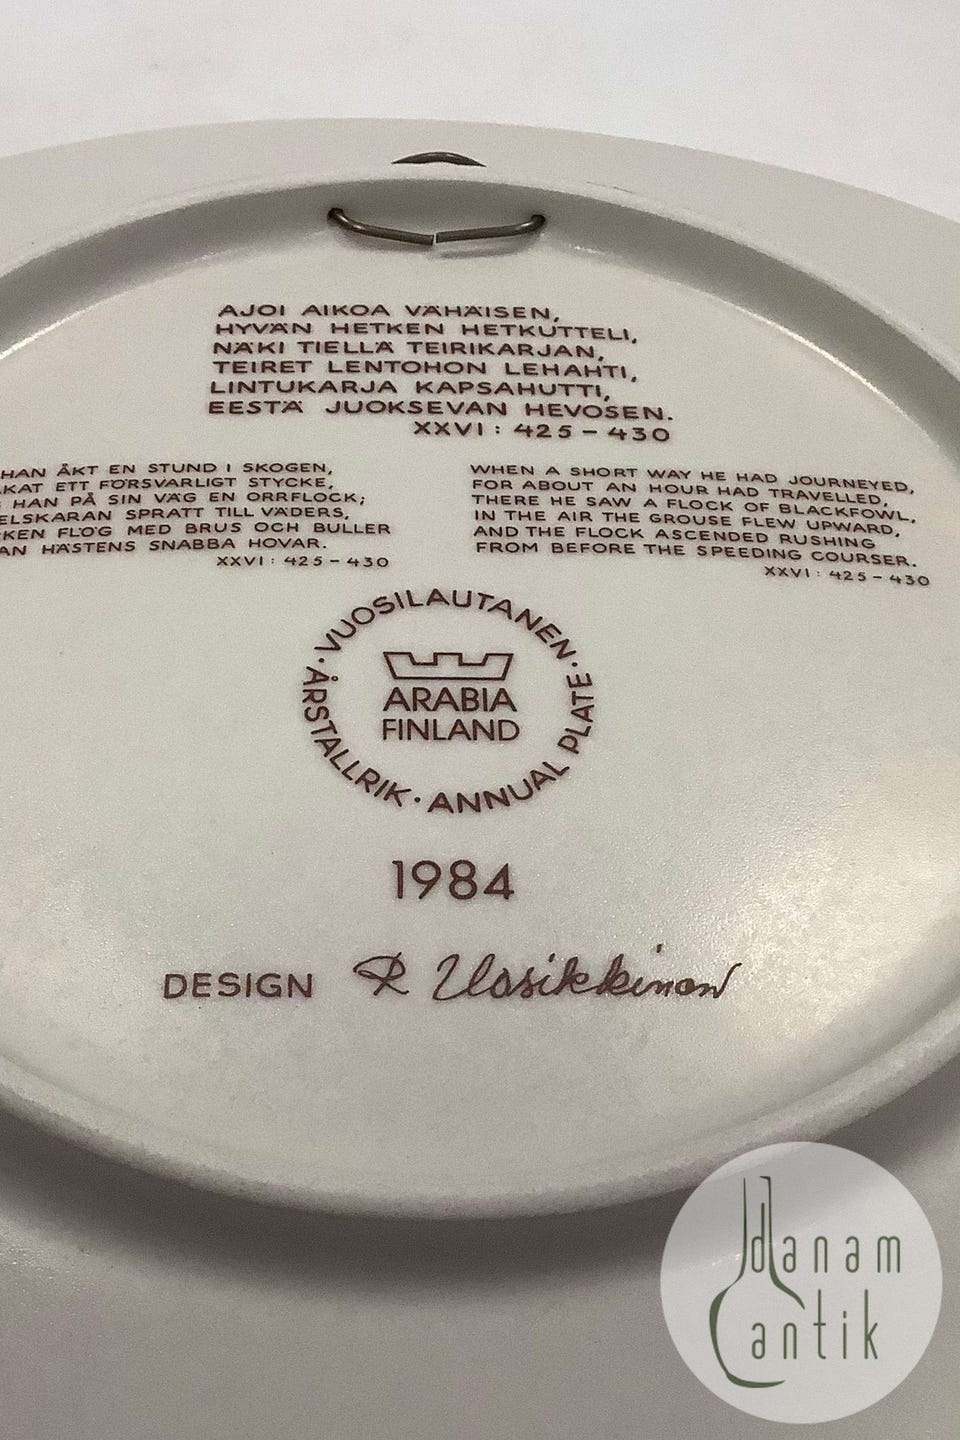 AJOI AIKOA VÄHÄISEN,
HYVÄN HETKEN HETKUTTELI,
NÄKI TIELLÄ TEIRIKARJAN,
TEIRET LENTOHON LEHAHTI,
LINTUKARJA KAPSAHUTTI,
EESTÄ JUOKSEVAN HEVOSEN.
XXVI : 425 - 430
HAN ÅKT EN STUND I SKOGEN,
ETT FÖRSVARLIGT STYCKE,
HAN PÅ SIN VÄG EN ORRFLOCK;
SPRATT TILL VÄDERS,
FLÖG MED BRUS OCH BULLER
HÄSTENS SNABBA HOVAR.
XXVI : 425 - 430
WHEN A SHORT WAY HE HAD JOURNEYED,
FOR ABOUT AN HOUR HAD TRAVELLED,
THERE HE SAW A FLOCK OF BLACKFOWL,
IN THE AIR THE GROUSE FLEW UPWARD,
AND THE FLOCK ASCENDED RUSHING
FROM BEFORE THE SPEEDING COURSER.
XXVI : 425 - 430
· VUOSILAUTANEN ·
ÅRSTALLRIK · ANNUAL PLATE
ARABIA
FINLAND
1984
DESIGN R Uosikkinen
danam
antik